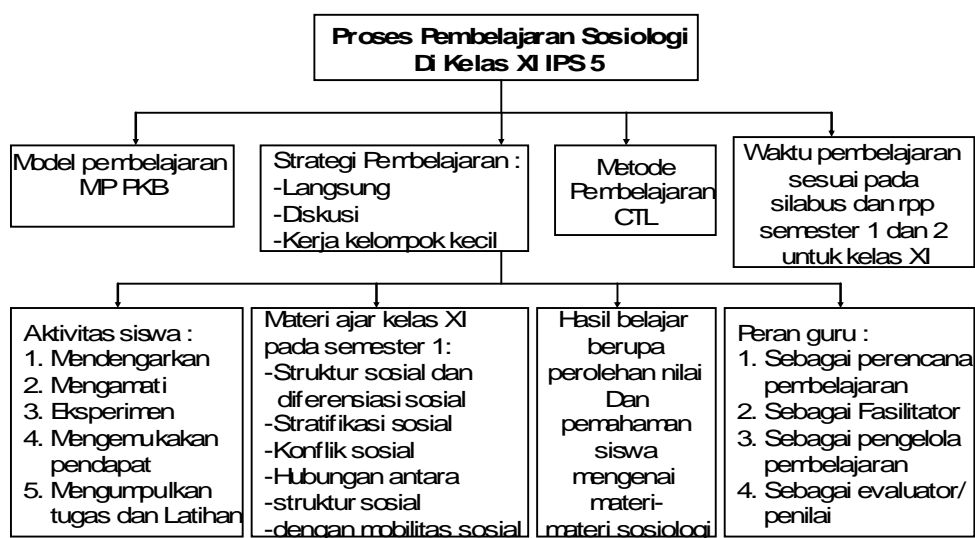 Proses Pembelajaran Sosiologi
Di Kelas XI IPS 5
Model pembelajaran
MP PKB
Strategi Pembelajaran :
-Langsung
-Diskusi
-Kerja kelompok kecil
Metode
Pembelajaran
CTL
Waktu pembelajaran
sesuai pada
silabus dan rpp
semester 1 dan 2
untuk kelas XI
Aktivitas siswa :
1. Mendengarkan
2. Mengamati
3. Eksperimen
4. Mengemukakan
pendapat
5. Mengumpulkan
tugas dan Latihan
Materi ajar kelas XI
pada semester 1:
-Struktur sosial dan
diferensiasi sosial
-Stratifikasi sosial
-Konflik sosial
-Hubungan antara
-struktur sosial
-dengan mobilitas sosial
Hasil belajar
berupa
perolehan nilai
Dan
pemahaman
siswa
mengenai
materi-
materi sosiologi
Peran guru :
1. Sebagai perencana
pembelajaran
2. Sebagai Fasilitator
3. Sebagai pengelola
pembelajaran
4. Sebagai evaluator/
penilai